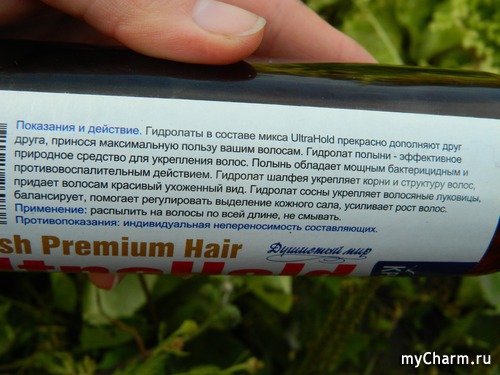 Показания и действие. Гидролаты в составе микса UltraHold прекрасно дополняют друг
друга, принося максимальную пользу вашим волосам. Гидролат полыни - эффективное
природное средство для укрепления волос. Полынь обладает мощным бактерицидным и
противовоспалительным действием. Гидролат шалфея укрепляет корни и структуру волос,
придает волосам красивый ухоженный вид. Гидролат сосны укрепляет волосяные луковицы,
балансирует, помогает регулировать выделение кожного сала, усиливает рост волос.
Применение: распылить на волосы по всей длине, не смывать.
Противопоказания: индивидуальная непереносимость составляющих.
sh Premium Hair
Душистый мир
ltraHold
myCharm.ru